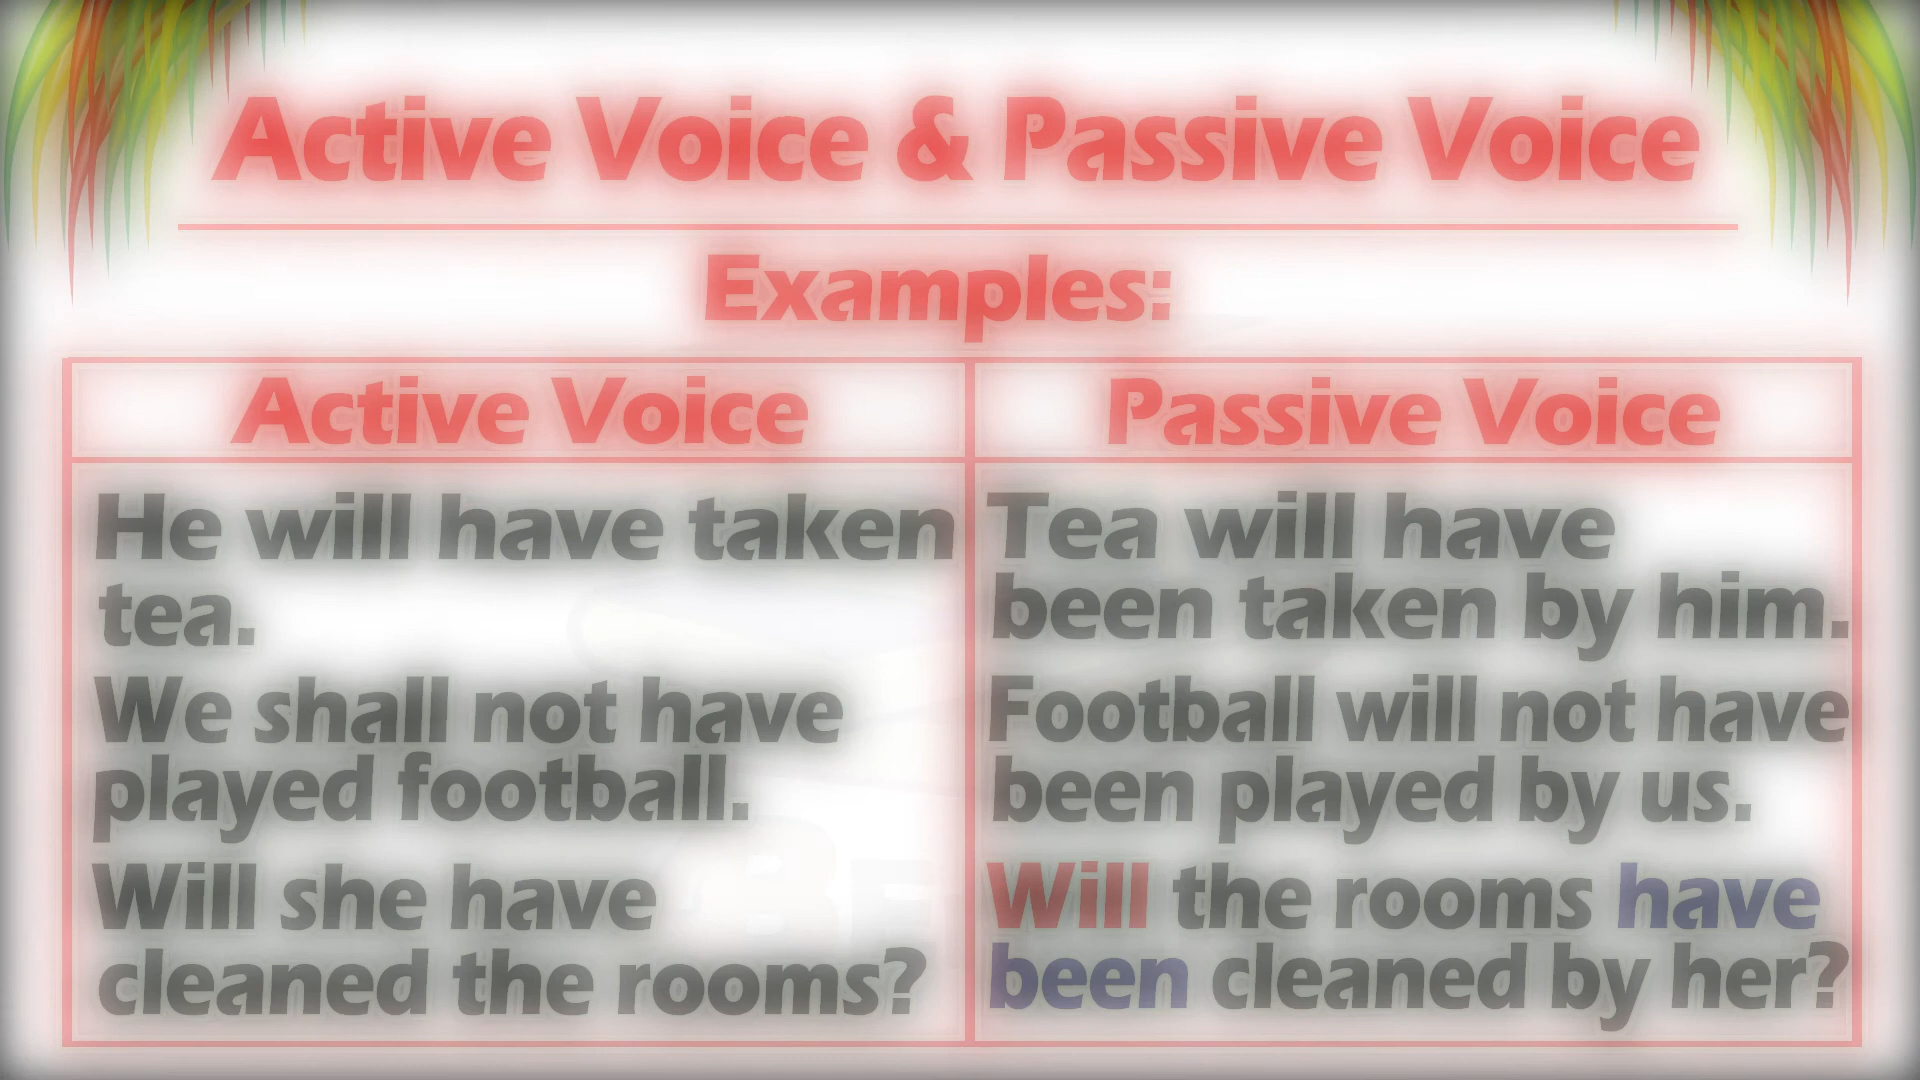 Active Voice & Passive Voice
Examples:
Active Voice
Passive Voice
He will have taken
tea.
Tea will have
been taken by him.
We shall not have
played football.
Football will not have
been played by us.
Will she have
cleaned the rooms?
Will the rooms have
been cleaned by her?